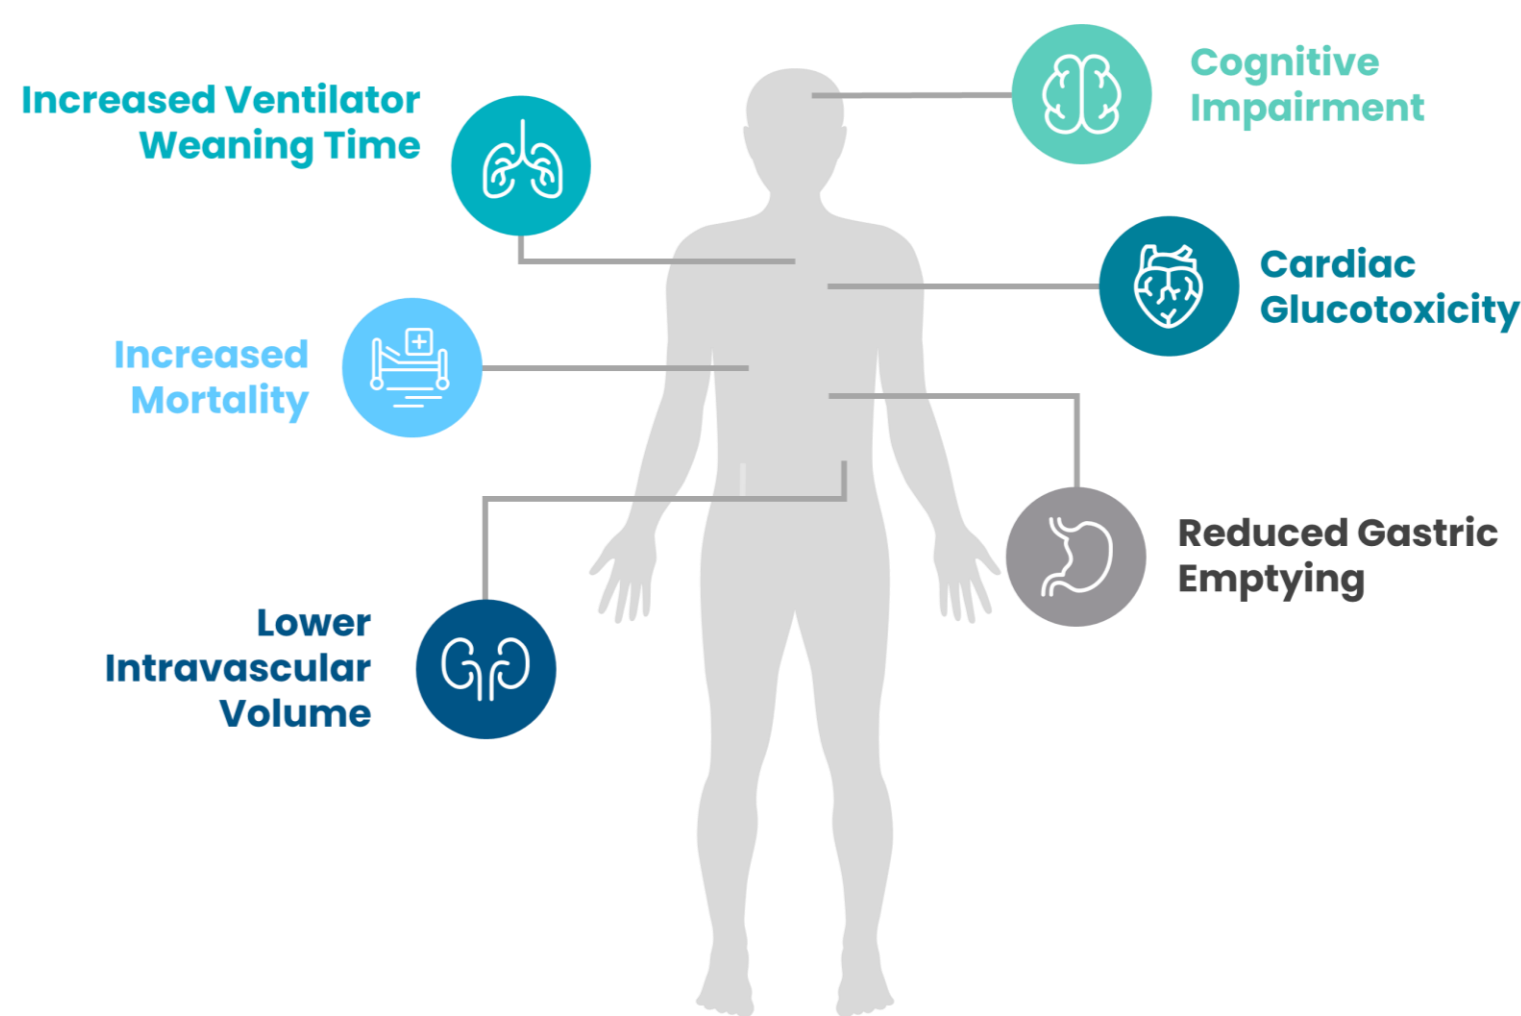 Increased Ventilator
Weaning Time
Cognitive
Impairment
Cardiac
Glucotoxicity
Increased
Mortality
Reduced Gastric
Emptying
Lower
Intravascular
Volume